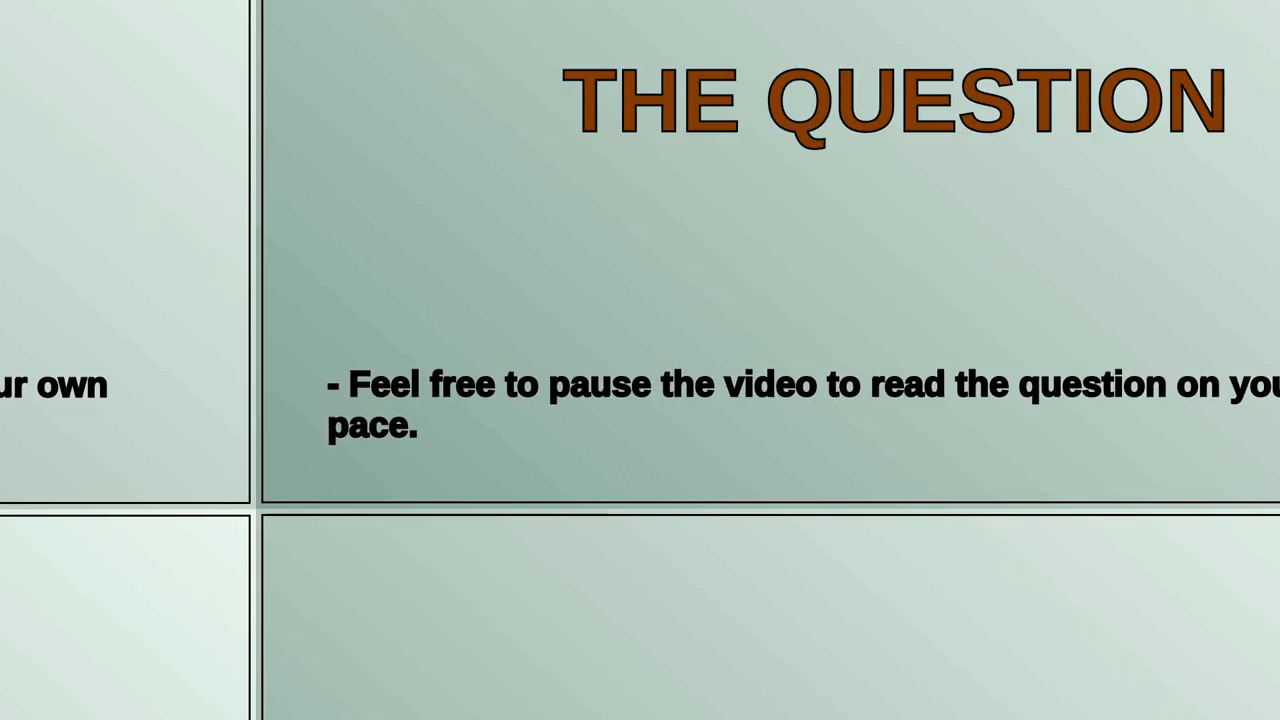 THE QUESTION
ur own
- Feel free to pause the video to read the question on you
pace.